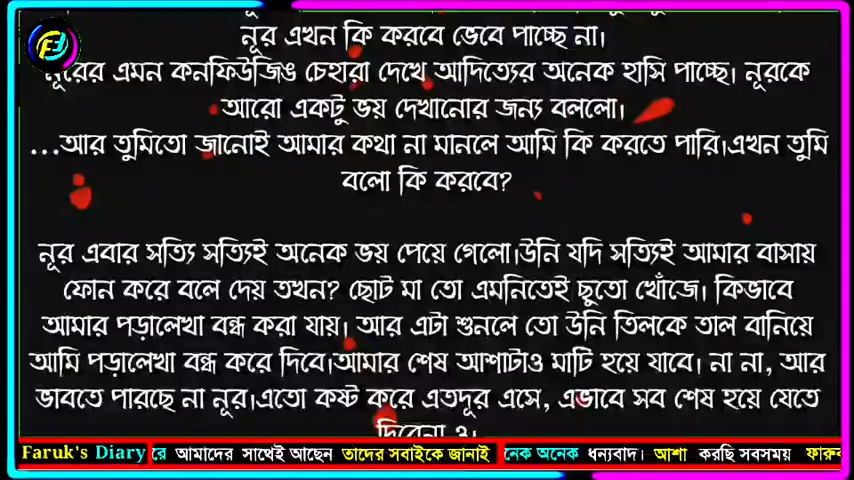 নূর এখন কি করবে ভেবে পাচ্ছে না।
নূরের এমন কনফিউজিঙ চেহারা দেখে আদিত্যের অনেক হাসি পাচ্ছে। নূরকে
আরো একটু ভয় দেখানোর জন্য বললো।
...আর তুমিতো জানোই আমার কথা না মানলে আমি কি করতে পারি।এখন তুমি
বলো কি করবে?
নূর এবার সত্যি সত্যিই অনেক ভয় পেয়ে গেলো।উনি যদি সত্যিই আমার বাসায়
ফোন করে বলে দেয় তখন? ছোট মা তো এমনিতেই ছুতো খোঁজে। কিভাবে
আমার পড়ালেখা বন্ধ করা যায়। আর এটা শুনলে তো উনি তিলকে তাল বানিয়ে
আমি পড়ালেখা বন্ধ করে দিবে।আমার শেষ আশাটাও মাটি হয়ে যাবে। না না, আর
ভাবতে পারছে না নূর।এতো কষ্ট করে এতদূর এসে, এভাবে সব শেষ হয়ে যেতে
দিবেনা ও।
Faruk's Diary রে আমাদের সাথেই আছেন তাদের সবাইকে জানাই নেক অনেক ধন্যবাদ। আশা করছি সবসময় ফারুক